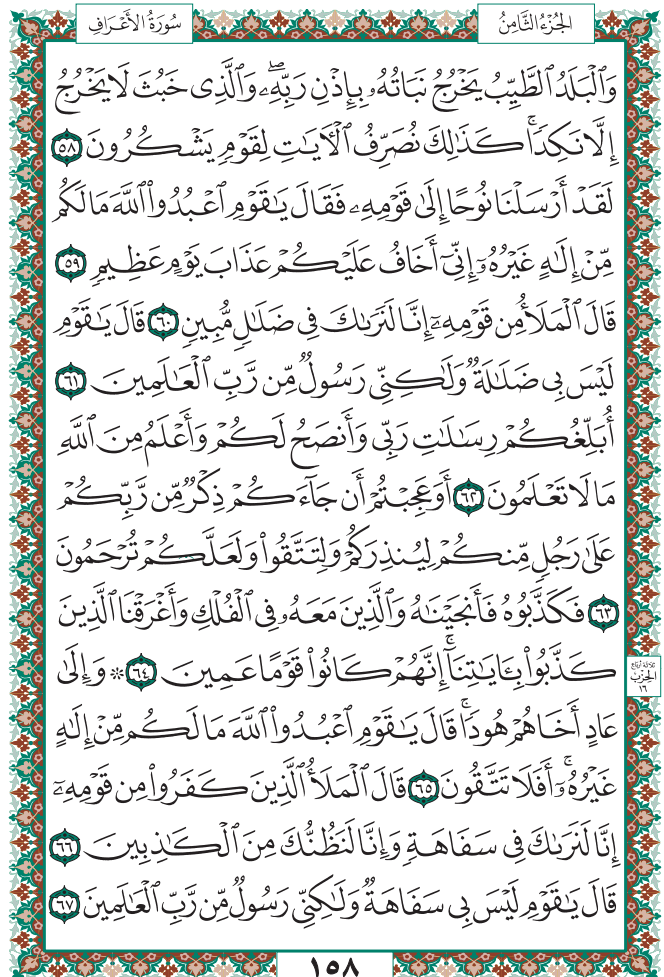 الجُزْءُ الثَّامِنُ
سُورَةُ الأَعْرَافِ
وَٱلْبَلَدُ ٱلطَّيِّبُ يَخْرُجُ نَبَاتُهُۥ بِإِذْنِ رَبِّهِۦۖ وَٱلَّذِى خَبُثَ لَا يَخْرُجُ
إِلَّا نَكِدٗاۚ كَذَٰلِكَ نُصَرِّفُ ٱلۡأٓيَٰتِ لِقَوۡمٖ يَشۡكُرُونَ ٥٨
لَقَدۡ أَرۡسَلۡنَا نُوحًا إِلَىٰ قَوۡمِهِۦ فَقَالَ يَٰقَوۡمِ ٱعۡبُدُواْ ٱللَّهَ مَا لَكُم
مِّنۡ إِلَٰهٍ غَيۡرُهُۥٓ إِنِّىٓ أَخَافُ عَلَيۡكُمۡ عَذَابَ يَوۡمٍ عَظِيمٖ ٥٩
قَالَ ٱلۡمَلَأُ مِن قَوۡمِهِۦٓ إِنَّا لَنَرَىٰكَ فِى ضَلَٰلٖ مُّبِينٖ ٦٠ قَالَ يَٰقَوۡمِ
لَيۡسَ بِى ضَلَٰلَةٞ وَلَٰكِنِّى رَسُولٞ مِّن رَّبِّ ٱلۡعَٰلَمِينَ ٦١
أُبَلِّغُكُمۡ رِسَٰلَٰتِ رَبِّى وَأَنصَحُ لَكُمۡ وَأَعۡلَمُ مِنَ ٱللَّهِ
مَا لَا تَعۡلَمُونَ ٦٢ أَوَعَجِبۡتُمۡ أَن جَآءَكُمۡ ذِكۡرٞ مِّن رَّبِّكُمۡ
عَلَىٰ رَجُلٖ مِّنكُمۡ لِيُنذِرَكُمۡ وَلِتَتَّقُواْ وَلَعَلَّكُمۡ تُرۡحَمُونَ
٦٣ فَكَذَّبُوهُ فَأَنجَيۡنَٰهُ وَٱلَّذِينَ مَعَهُۥ فِى ٱلۡفُلۡكِ وَأَغۡرَقۡنَا ٱلَّذِينَ
كَذَّبُواْ بِـَٔايَٰتِنَآۚ إِنَّهُمۡ كَانُواْ قَوۡمًا عَمِينَ ٦٤ ۞ وَإِلَىٰ
ثلاثة أرباع
الحِزْب
١٦
عَادٍ أَخَاهُمۡ هُودٗاۚ قَالَ يَٰقَوۡمِ ٱعۡبُدُواْ ٱللَّهَ مَا لَكُم مِّنۡ إِلَٰهٍ
غَيۡرُهُۥٓۚ أَفَلَا تَتَّقُونَ ٦٥ قَالَ ٱلۡمَلَأُ ٱلَّذِينَ كَفَرُواْ مِن قَوۡمِهِۦٓ
إِنَّا لَنَرَىٰكَ فِى سَفَاهَةٖ وَإِنَّا لَنَظُنُّكَ مِنَ ٱلۡكَٰذِبِينَ ٦٦
قَالَ يَٰقَوۡمِ لَيۡسَ بِى سَفَاهَةٞ وَلَٰكِنِّى رَسُولٞ مِّن رَّبِّ ٱلۡعَٰلَمِينَ ٦٧
١٥٨